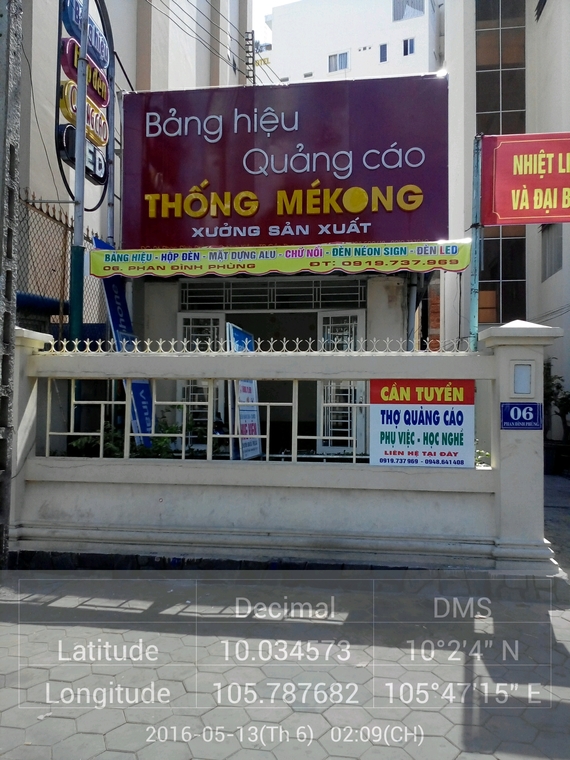 Bảng hiệu
Quảng cáo
THỐNG MÉKONG
XƯỞNG SẢN XUẤT
BẢNG HIỆU - HỘP ĐÈN - MẶT DỰNG ALU - CHỮ NỔI - ĐÈN NEON SIGN - ĐÈN LED
06. PHAN ĐÌNH PHÙNG ĐT: 0919.737.969
QUẢNG CÁO
LED
NHIỆT LI
VÀ ĐẠI B
CẦN TUYỂN
THỢ QUẢNG CÁO
PHỤ VIỆC - HỌC NGHỀ
LIÊN HỆ TẠI ĐÂY
0919.737969 - 0948.641408
06
PHAN ĐÌNH PHÙNG
Decimal DMS
Latitude 10.034573 10°2'4" N
Longitude 105.787682 105°47'15" E
2016-05-13(Th 6) 02:09(CH)